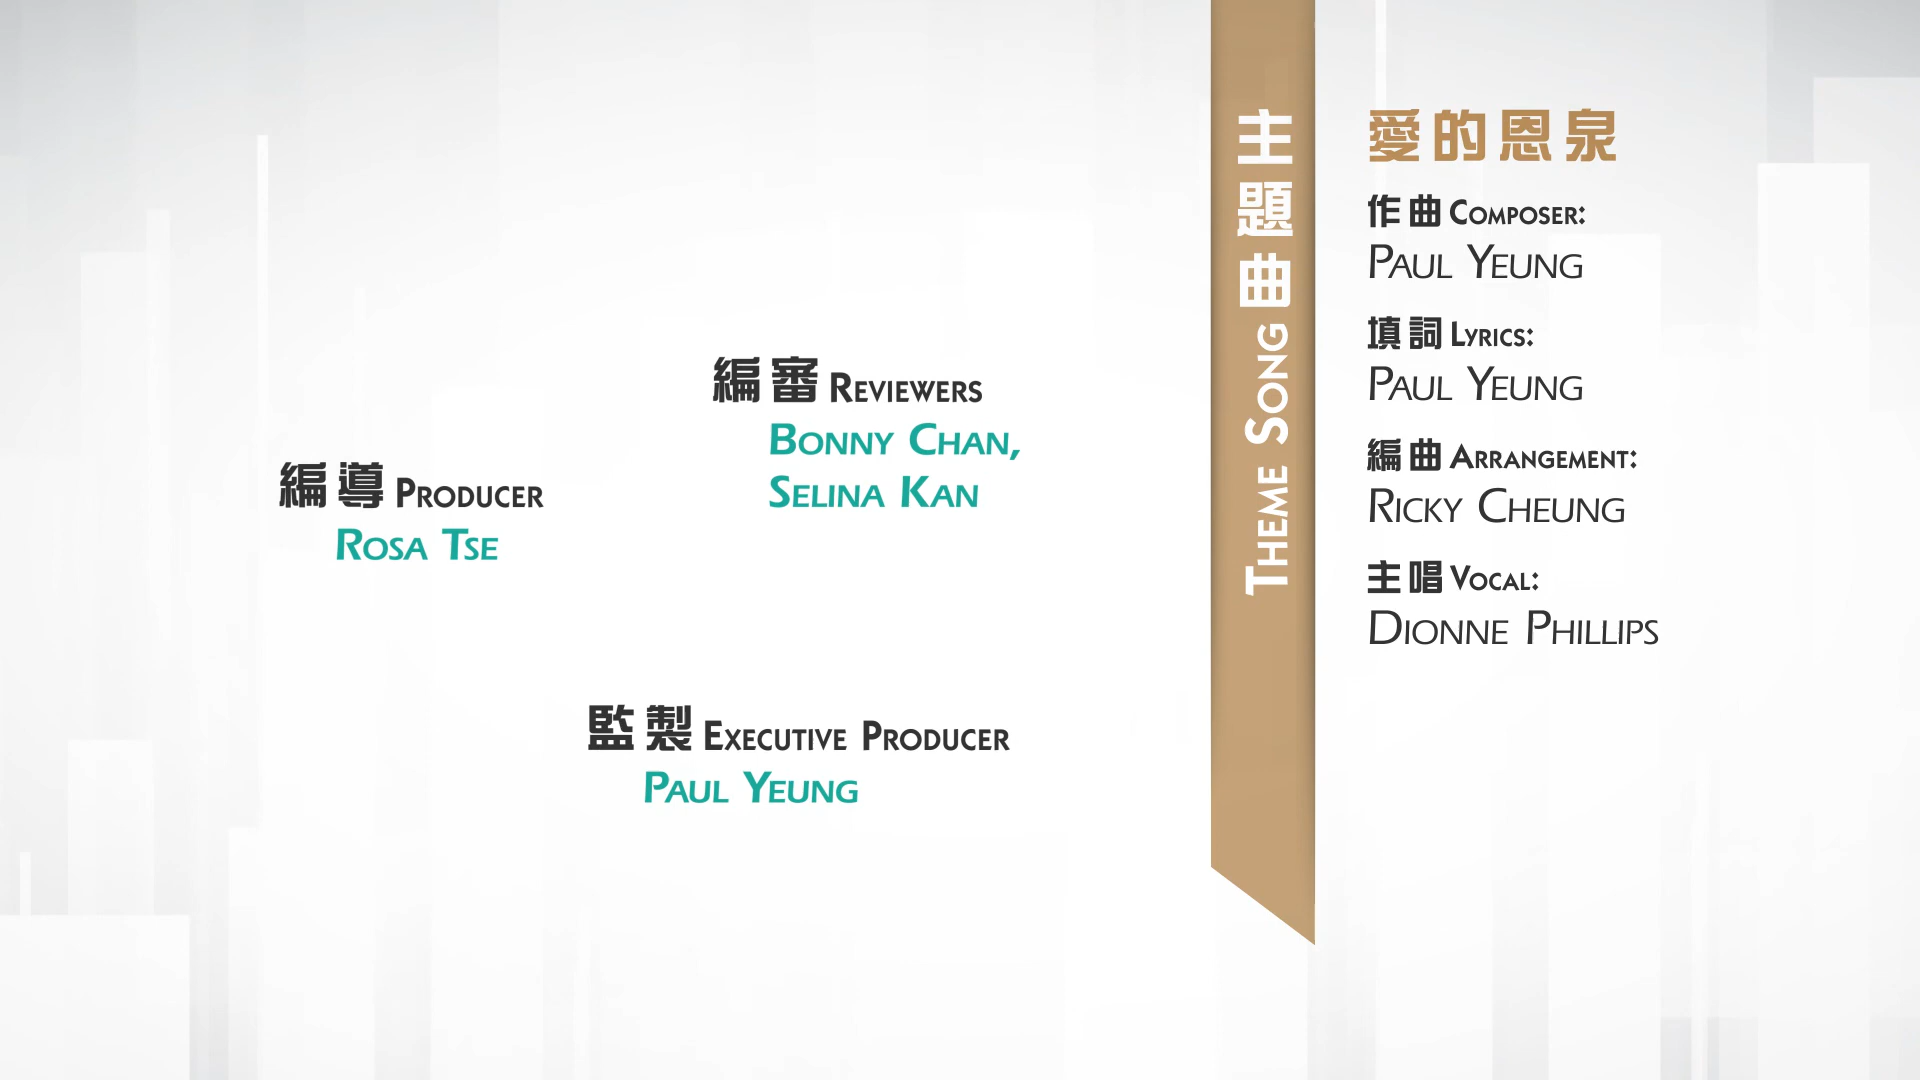 編導 Producer
Rosa Tse
編審 Reviewers
Bonny Chan,
Selina Kan
監製 Executive Producer
Paul Yeung
主題曲 Theme Song
愛的恩泉
作曲 Composer:
Paul Yeung
填詞 Lyrics:
Paul Yeung
編曲 Arrangement:
Ricky Cheung
主唱 Vocal:
Dionne Phillips